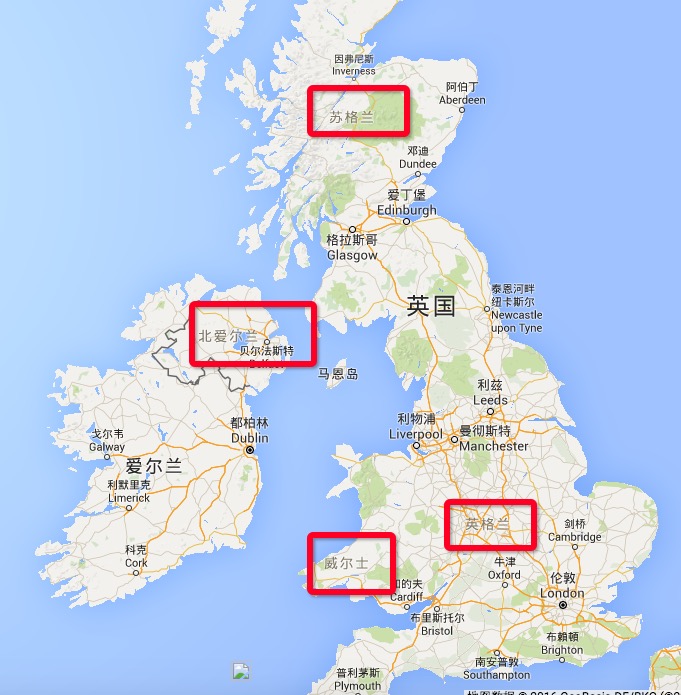 因弗尼斯
Inverness
阿伯丁
Aberdeen
苏格兰
邓迪
Dundee
爱丁堡
Edinburgh
格拉斯哥
Glasgow
英国
泰恩河畔
纽卡斯尔
Newcastle
upon Tyne
北爱尔兰
贝尔法斯特
Belfast
马恩岛
利兹
Leeds
利物浦
Liverpool
曼彻斯特
Manchester
都柏林
Dublin
戈尔韦
Galway
爱尔兰
利默里克
Limerick
英格兰
剑桥
Cambridge
科克
Cork
威尔士
加的夫
Cardiff
牛津
Oxford
伦敦
London
布里斯托尔
Bristol
布賴頓
Brighton
南安普敦
Southampton
普利茅斯
Plymouth
地图数据 © 2016 GeoBasis-DE/BKG (©